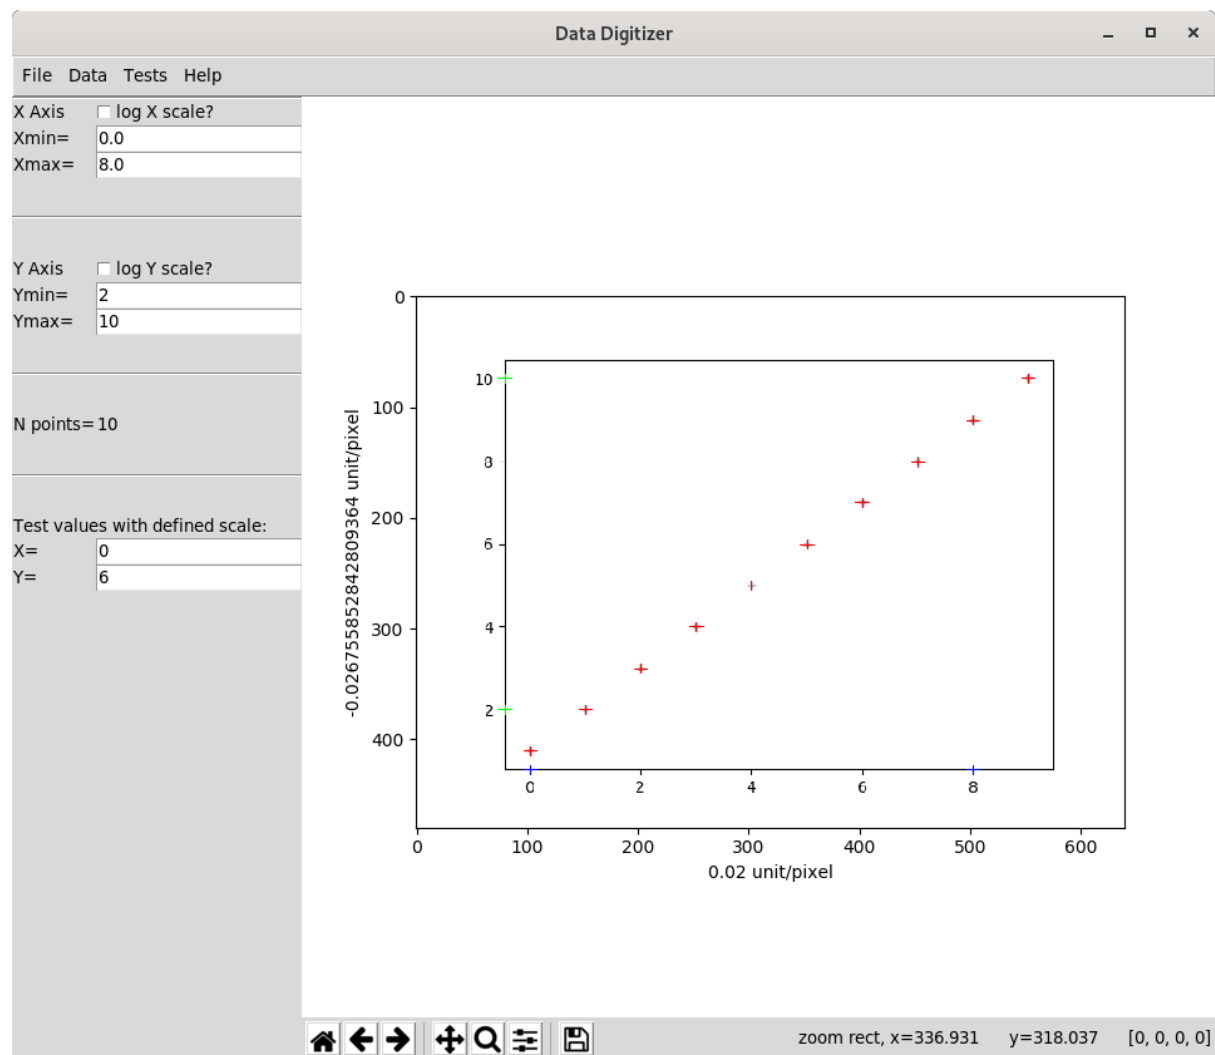 Data Digitizer
File Data Tests Help
X Axis log X scale?
Xmin= 0.0
Xmax= 8.0
Y Axis log Y scale?
Ymin= 2
Ymax= 10
N points= 10
Test values with defined scale:
X= 0
Y= 6
-0.0267558528428093​64 unit/pixel
0
100
200
300
400
10
8
6
4
2
0 2 4 6 8
0 100 200 300 400 500 600
0.02 unit/pixel
zoom rect, x=336.931 y=318.037 [0, 0, 0, 0]